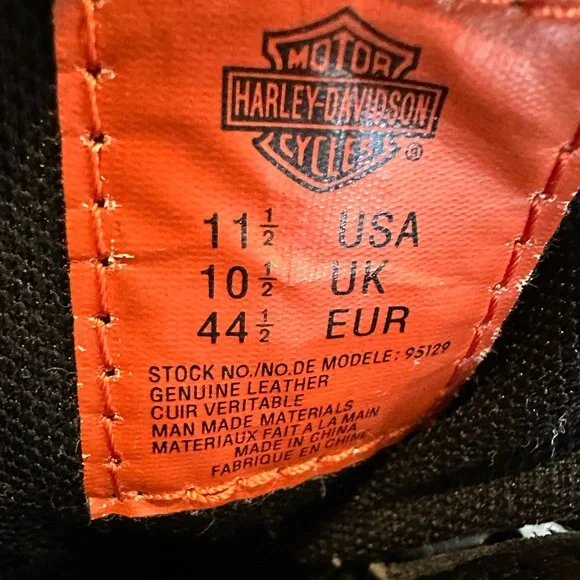 MOTOR
HARLEY-DAVIDSON
CYCLES ®
11 1/2 USA
10 1/2 UK
44 1/2 EUR
STOCK NO./NO.DE MODELE: 95129
GENUINE LEATHER
CUIR VERITABLE
MAN MADE MATERIALS
MATERIAUX FAIT A LA MAIN
MADE IN CHINA
FABRIQUE EN CHINE